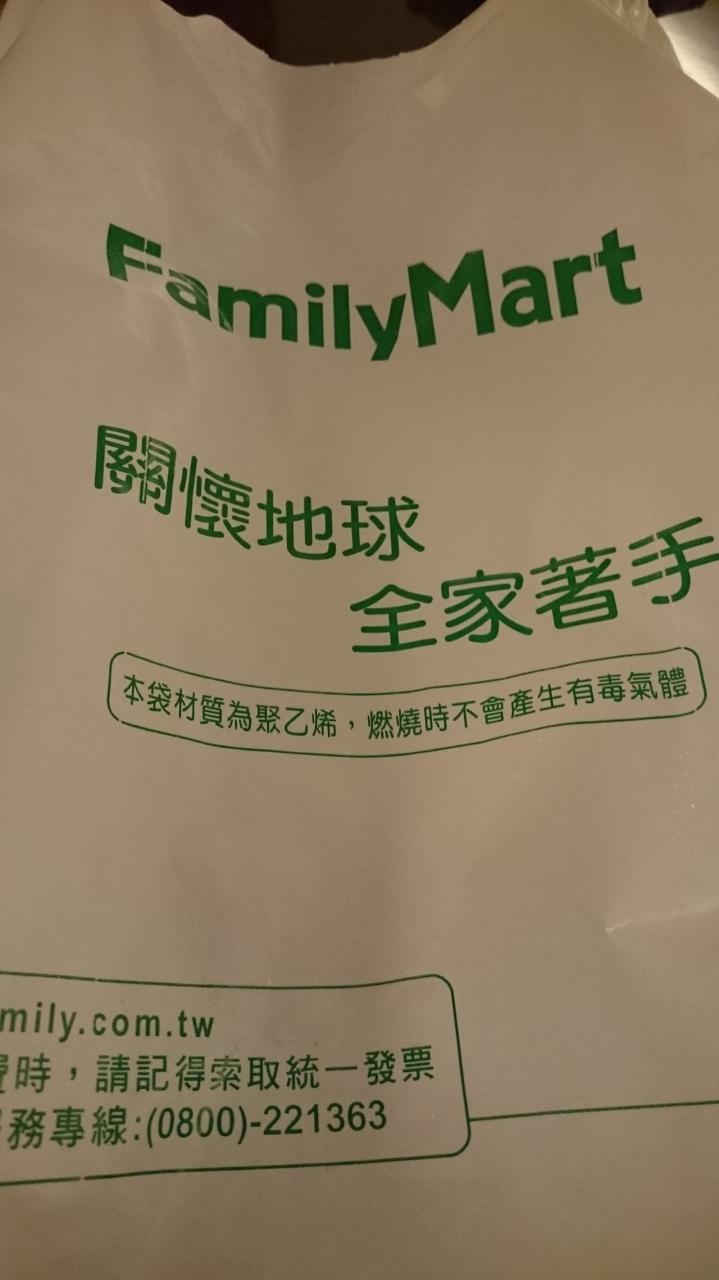 FamilyMart
關懷地球
全家著手
本袋材質為聚乙烯，燃燒時不會產生有毒氣體
mily.com.tw
時，請記得索取統一發票
務專線:(0800)-221363